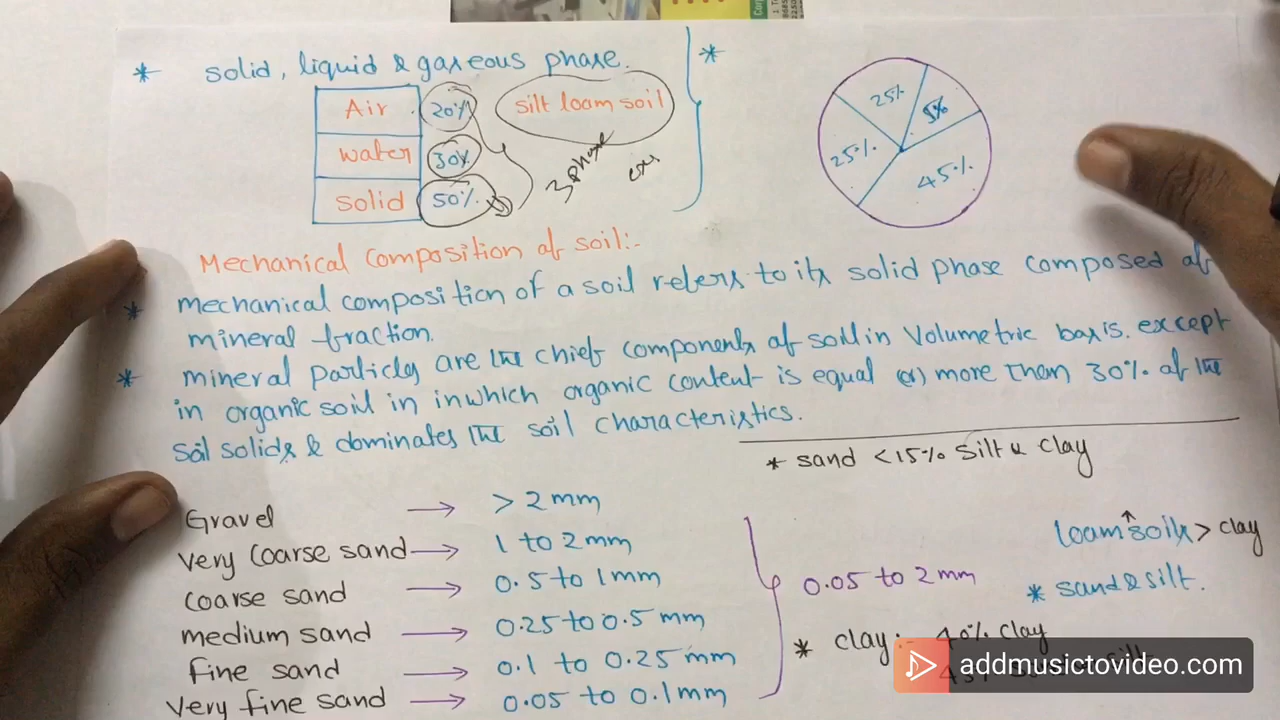 * solid, liquid & gaseous phase.
Air 20%
water 30%
solid 50%
silt loam soil
3 phase
*
25%
5%
25%
45%
Mechanical composition of soil:-
* mechanical composition of a soil refers to its solid phase composed of
mineral fraction.
* mineral particles are the chief components of soil in volumetric basis. except
in organic soil in inwhich organic content is equal (or) more than 30% of the
soil solids & dominates the soil characteristics.
* sand <15% silt & clay
Gravel → > 2mm
very coarse sand → 1 to 2mm
coarse sand → 0.5 to 1mm
medium sand → 0.25 to 0.5 mm
fine sand → 0.1 to 0.25 mm
very fine sand → 0.05 to 0.1mm
0.05 to 2mm
loam soils > clay
* sand & silt.
* clay:- 40% clay
addmusictovideo.com